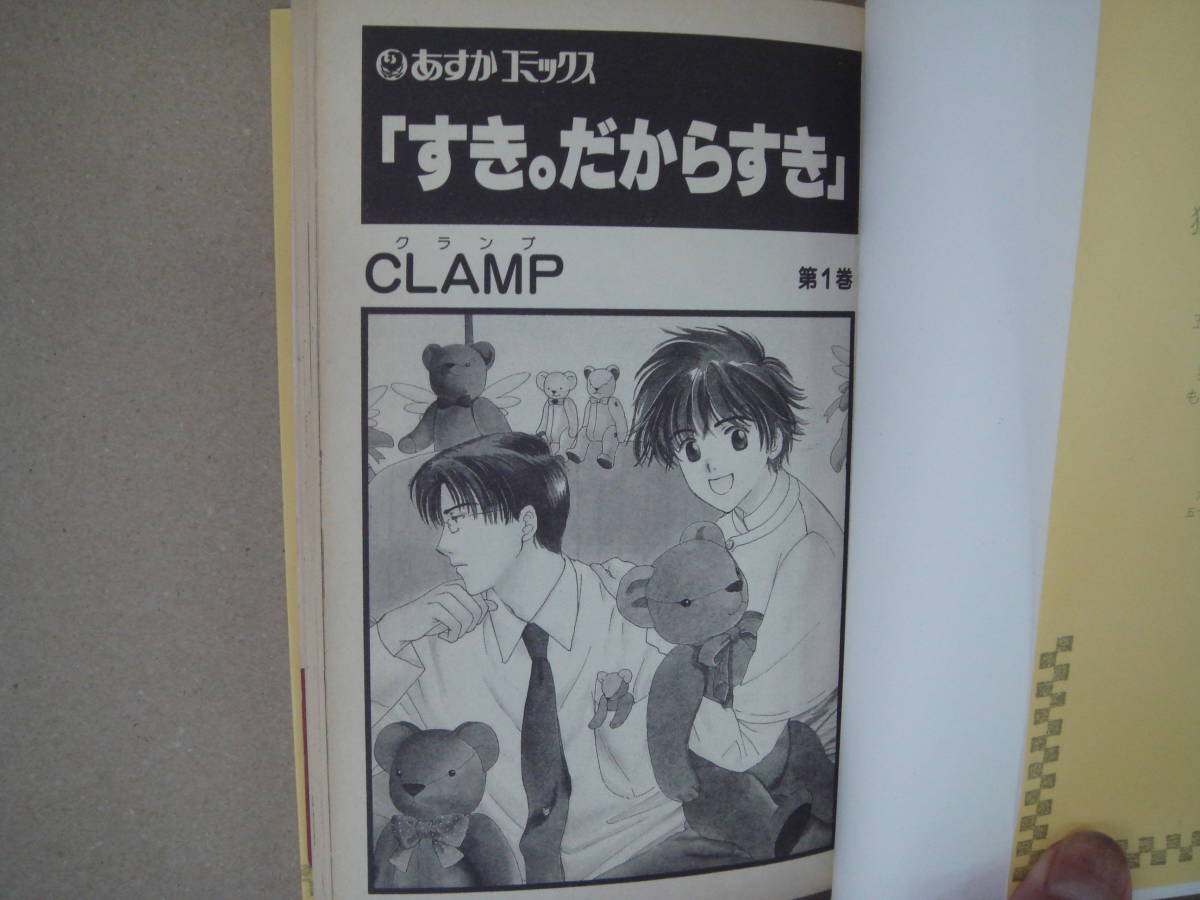 あすかコミックス
「すき。だからすき」
クランプ
CLAMP
第1巻